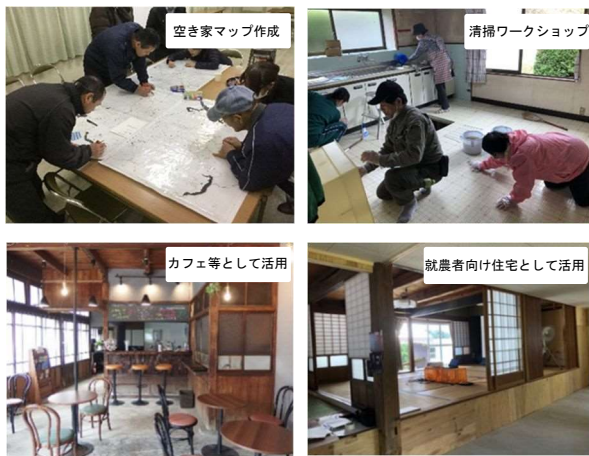 空き家マップ作成
清掃ワークショップ
カフェ等として活用
就農者向け住宅として活用